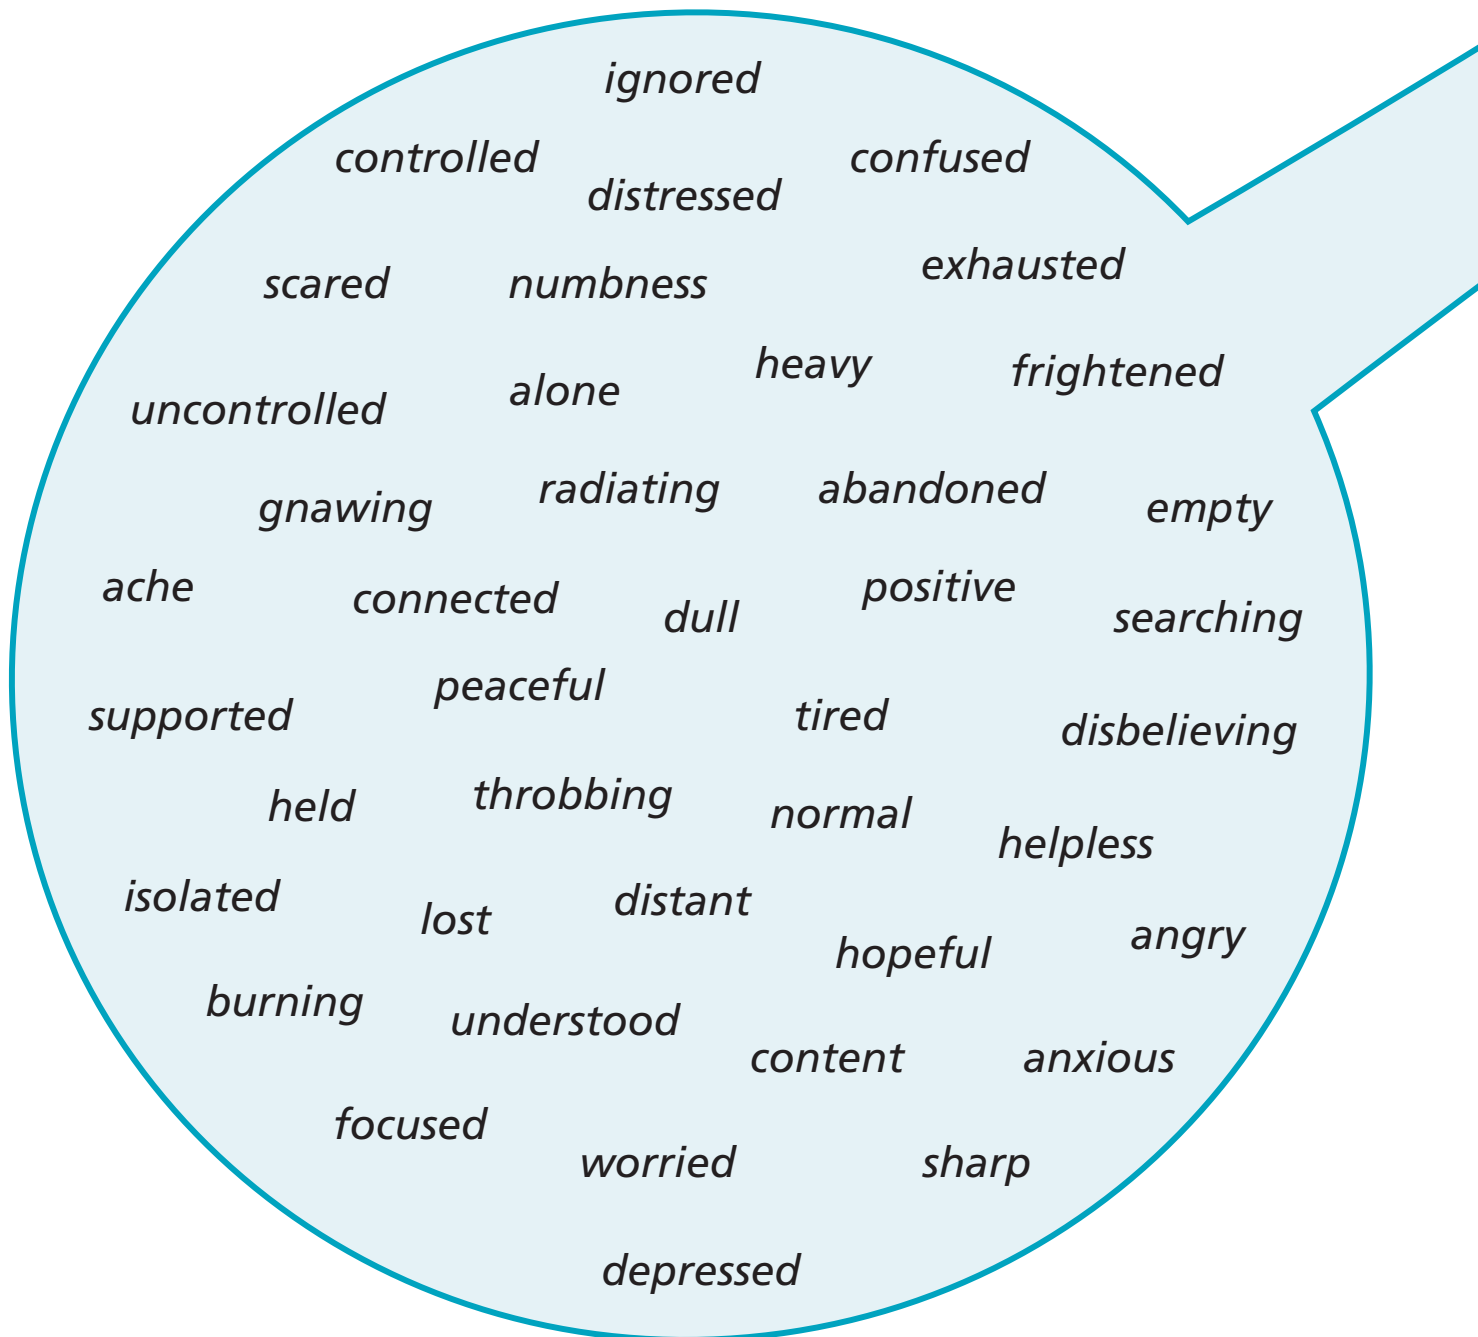 ignored
controlled
confused
distressed
exhausted
scared
numbness
heavy
frightened
alone
uncontrolled
radiating
abandoned
gnawing
empty
ache
connected
positive
dull
searching
peaceful
supported
tired
disbelieving
held
throbbing
normal
helpless
isolated
lost
distant
hopeful
angry
burning
understood
content
anxious
focused
worried
sharp
depressed